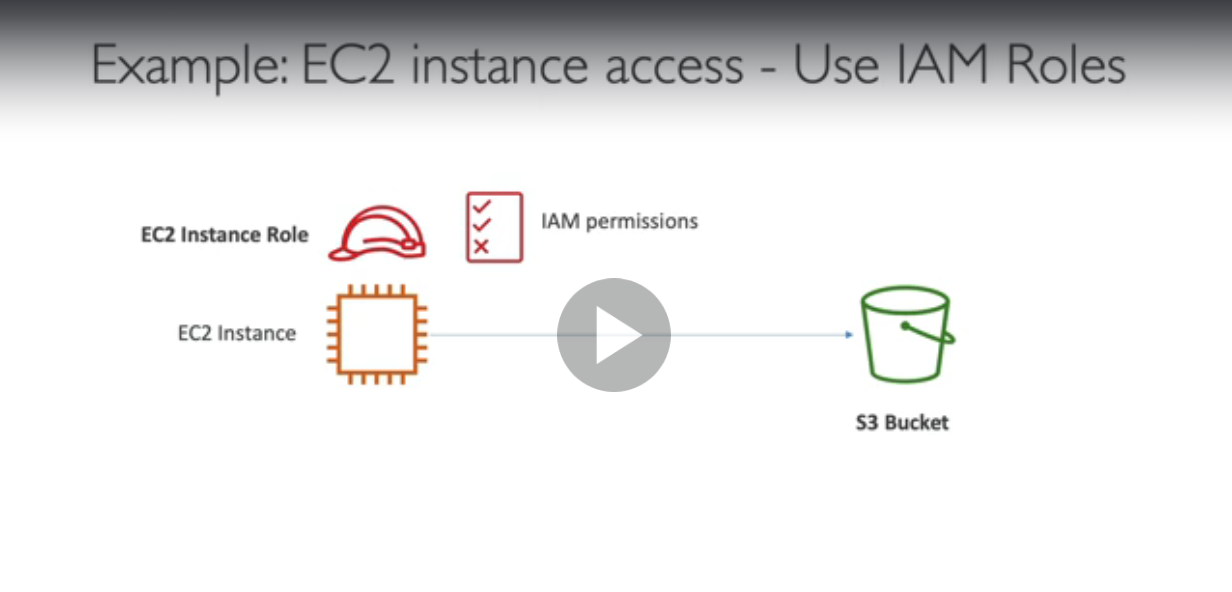 Example: EC2 instance access - Use IAM Roles
EC2 Instance Role
IAM permissions
EC2 Instance
S3 Bucket